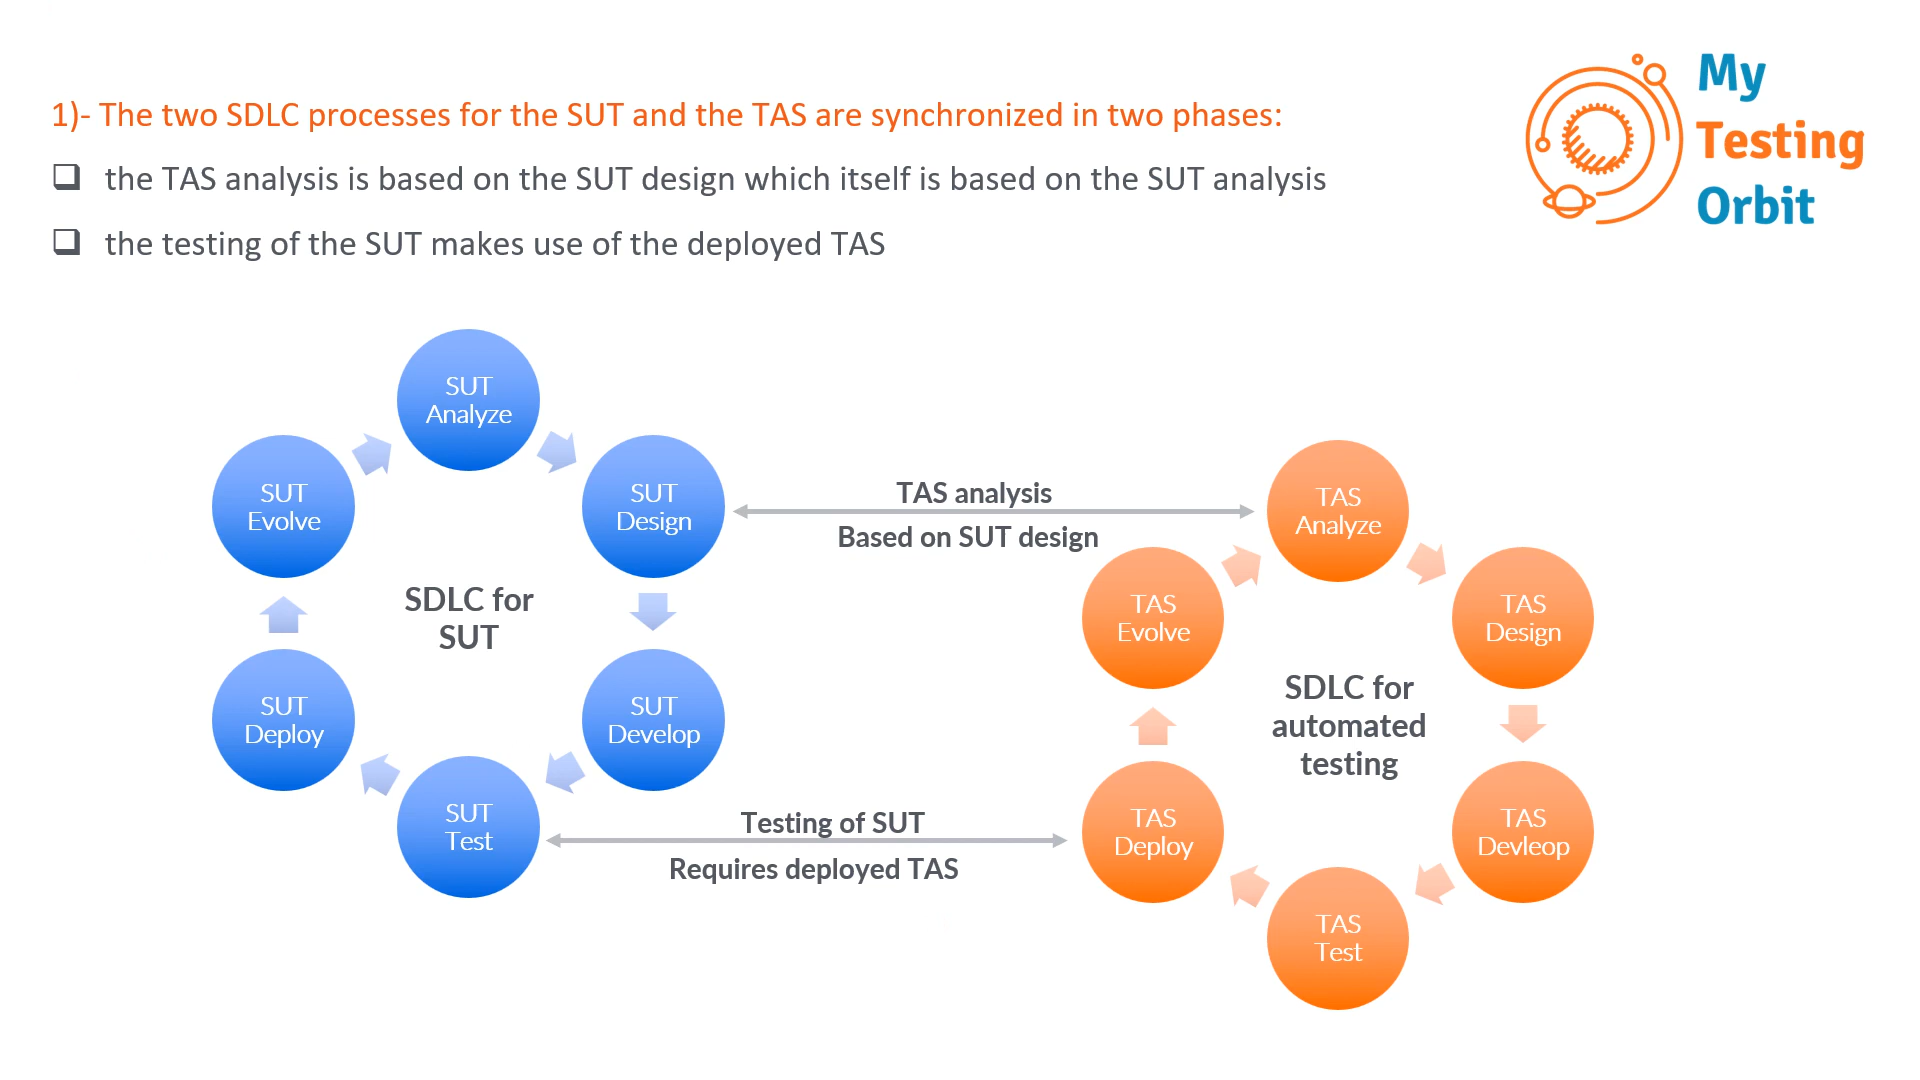 1)- The two SDLC processes for the SUT and the TAS are synchronized in two phases:
the TAS analysis is based on the SUT design which itself is based on the SUT analysis
the testing of the SUT makes use of the deployed TAS
My
Testing
Orbit
SUT
Analyze
SUT
Evolve
SUT
Design
SDLC for
SUT
SUT
Deploy
SUT
Develop
SUT
Test
TAS analysis
Based on SUT design
Testing of SUT
Requires deployed TAS
TAS
Analyze
TAS
Evolve
TAS
Design
SDLC for
automated
testing
TAS
Deploy
TAS
Devleop
TAS
Test